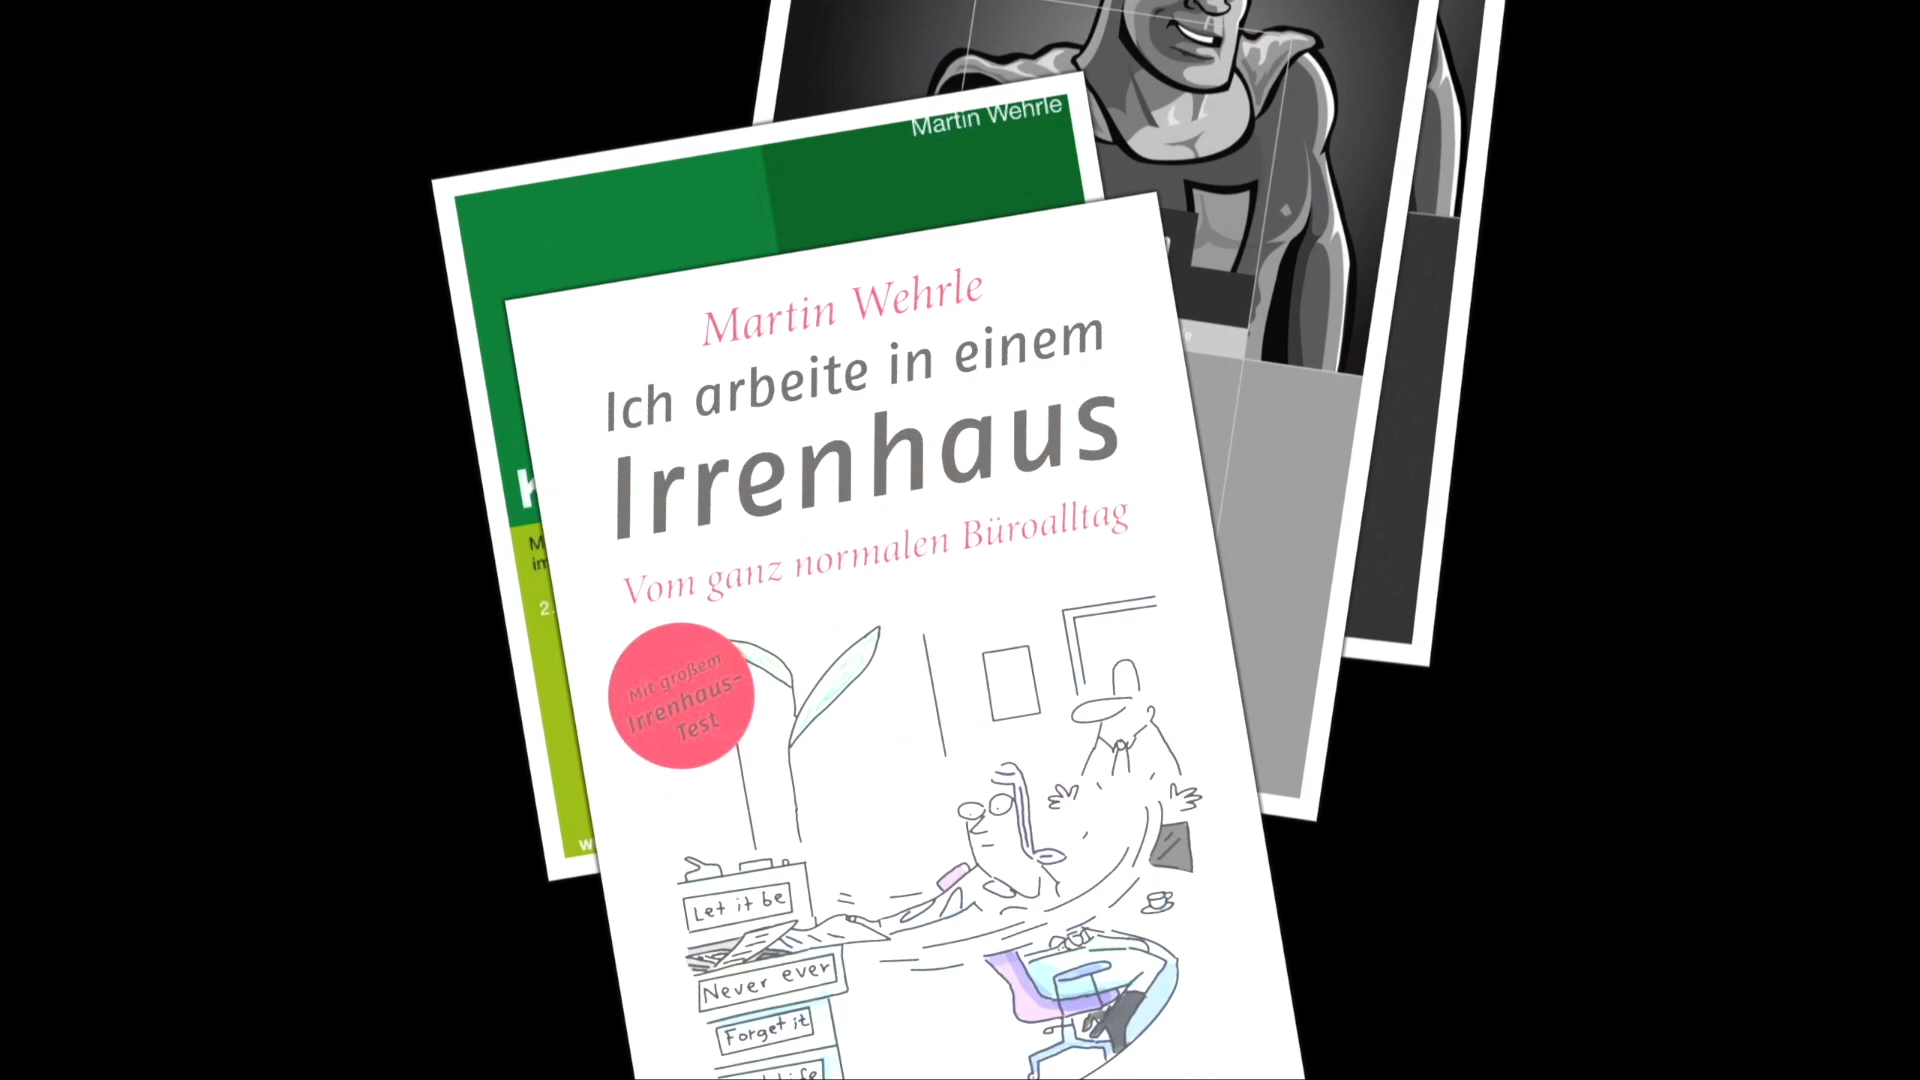 Martin Wehrle
Martin Wehrle
Ich arbeite in einem
Irrenhaus
Vom ganz normalen Büroalltag
Mit großem
Irrenhaus-
Test
Let it be
Never ever
Forget it